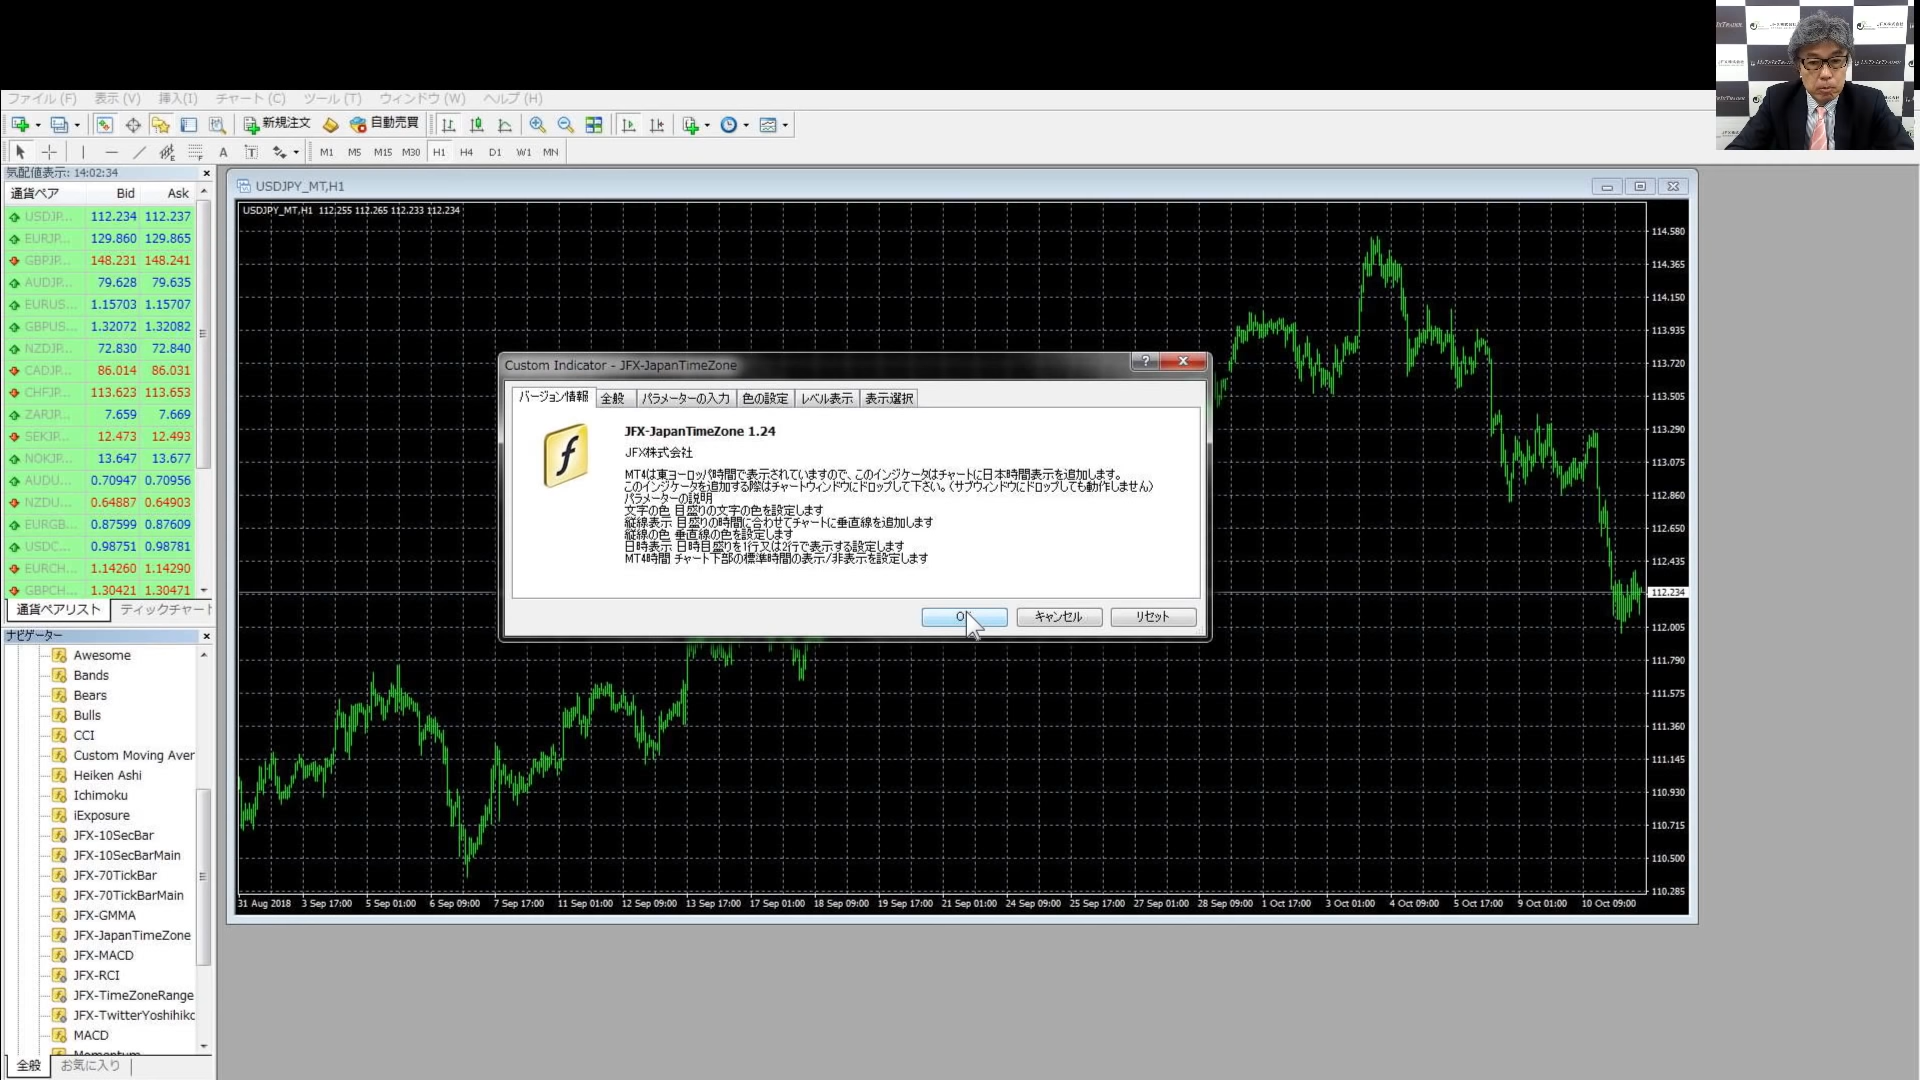 ファイル (F) 表示 (V) 挿入(I) チャート (C) ツール (T) ウィンドウ (W) ヘルプ (H)
新規注文 自動売買
M1 M5 M15 M30 H1 H4 D1 W1 MN
気配値表示: 14:02:34
通貨ペア Bid Ask
USDJP... 112.234 112.237
EURJP... 129.860 129.865
GBPJP... 148.231 148.241
AUDJP... 79.628 79.635
EURUS... 1.15703 1.15707
GBPUS... 1.32072 1.32082
NZDJP... 72.830 72.840
CADJP... 86.014 86.031
CHFJP... 113.623 113.653
ZARJP... 7.659 7.669
SEKJP... 12.473 12.493
NOKJP... 13.647 13.677
AUDU... 0.70947 0.70956
NZDU... 0.64887 0.64903
EURGB... 0.87599 0.87609
USDC... 0.98751 0.98781
EURCH... 1.14260 1.14290
GBPCH... 1.30421 1.30471
通貨ペアリスト ティックチャート
ナビゲーター
Awesome
Bands
Bears
Bulls
CCI
Custom Moving Aver
Heiken Ashi
Ichimoku
iExposure
JFX-10SecBar
JFX-10SecBarMain
JFX-70TickBar
JFX-70TickBarMain
JFX-GMMA
JFX-JapanTimeZone
JFX-MACD
JFX-RCI
JFX-TimeZoneRange
JFX-TwitterYoshihiko
MACD
Momentum
全般 お気に入り
USDJPY_MT,H1
USDJPY_MT,H1 112.255 112.265 112.233 112.234
Custom Indicator - JFX-JapanTimeZone
バージョン情報 全般 パラメーターの入力 色の設定 レベル表示 表示選択
JFX-JapanTimeZone 1.24
JFX株式会社
MT4は東ヨーロッパ時間で表示されていますので、このインジケータはチャートに日本時間表示を追加します。
このインジケータを追加する際はチャートウィンドウにドロップして下さい。(サブウィンドウにドロップしても動作しません)
パラメーターの説明
文字の色 目盛りの文字の色を設定します
縦線表示 目盛りの時間に合わせてチャートに垂直線を追加します
縦線の色 垂直線の色を設定します
日時表示 日時目盛りを1行又は2行で表示する設定します
MT4時間 チャート下部の標準時間の表示/非表示を設定します
キャンセル リセット
114.580
114.365
114.150
113.935
113.720
113.505
113.290
113.075
112.860
112.650
112.435
112.234
112.005
111.790
111.575
111.360
111.145
110.930
110.715
110.500
110.285
31 Aug 2018 3 Sep 17:00 5 Sep 01:00 6 Sep 09:00 7 Sep 17:00 11 Sep 01:00 12 Sep 09:00 13 Sep 17:00 17 Sep 01:00 18 Sep 09:00 19 Sep 17:00 21 Sep 01:00 24 Sep 09:00 25 Sep 17:00 27 Sep 01:00 28 Sep 09:00 1 Oct 17:00 3 Oct 01:00 4 Oct 09:00 5 Oct 17:00 9 Oct 01:00 10 Oct 09:00